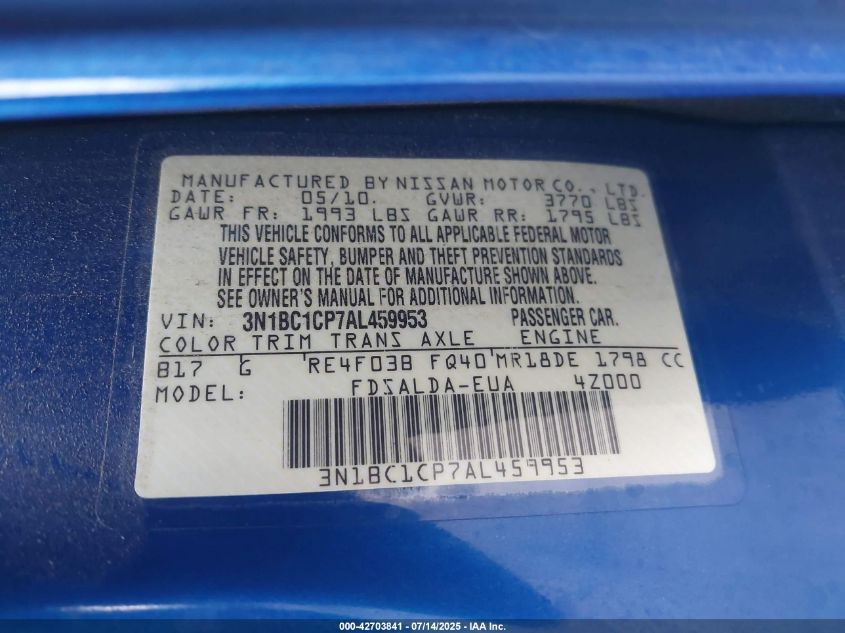 MANUFACTURED BY NISSAN MOTOR CO., LTD.
DATE: 05/10. GVWR: 3770 LBS
GAWR FR: 1993 LBS GAWR RR: 1795 LBS
THIS VEHICLE CONFORMS TO ALL APPLICABLE FEDERAL MOTOR
VEHICLE SAFETY, BUMPER AND THEFT PREVENTION STANDARDS
IN EFFECT ON THE DATE OF MANUFACTURE SHOWN ABOVE.
SEE OWNER'S MANUAL FOR ADDITIONAL INFORMATION.
VIN: 3N1BC1CP7AL459953 PASSENGER CAR.
COLOR TRIM TRANS AXLE ENGINE
B17 G RE4F03B FQ40 MR18DE 1798 CC
MODEL: FDSALDA-EUA 4Z000
3N1BC1CP7AL459953
000-42703841 - 07/14/2025 - IAA Inc.